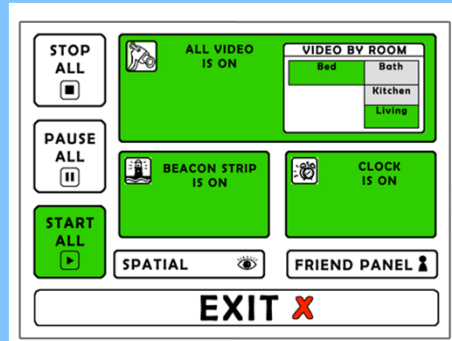 STOP
ALL
PAUSE
ALL
START
ALL
ALL VIDEO
IS ON
VIDEO BY ROOM
Bed
Bath
Kitchen
Living
BEACON STRIP
IS ON
CLOCK
IS ON
SPATIAL
FRIEND PANEL
EXIT X